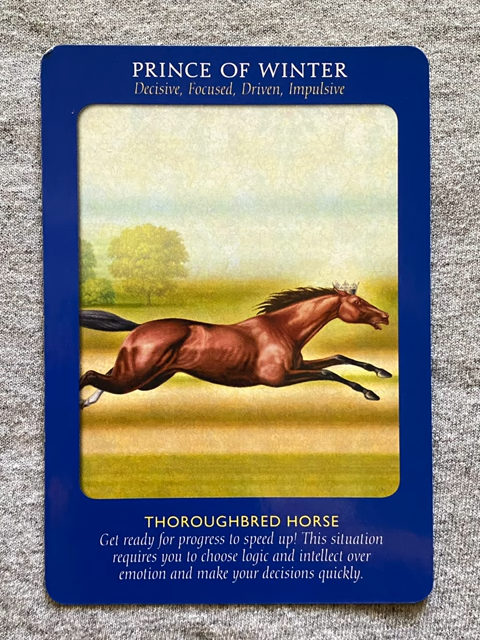 PRINCE OF WINTER
Decisive, Focused, Driven, Impulsive
THOROUGHBRED HORSE
Get ready for progress to speed up! This situation
requires you to choose logic and intellect over
emotion and make your decisions quickly.